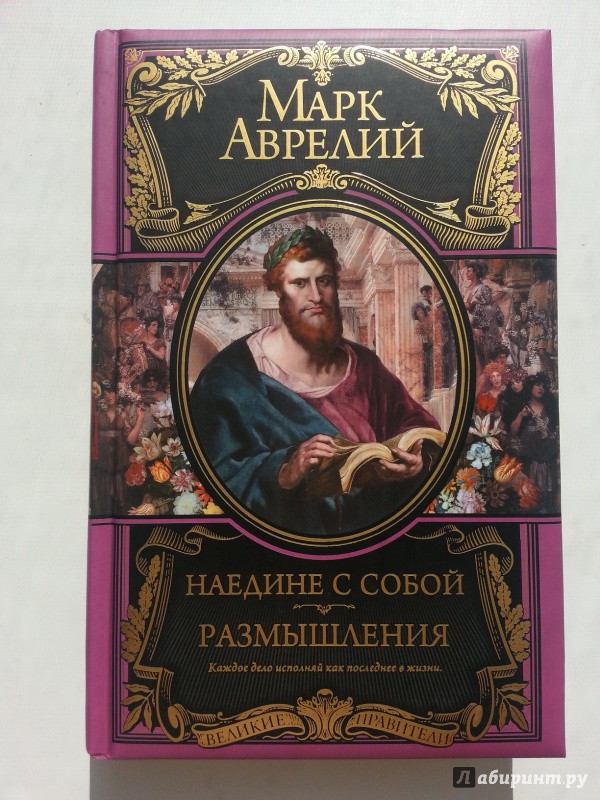 МАРК
АВРЕЛИЙ
НАЕДИНЕ С СОБОЙ
РАЗМЫШЛЕНИЯ
Каждое дело исполняй как последнее в жизни.
ВЕЛИКИЕ ПРАВИТЕЛИ
Лабиринт.ру